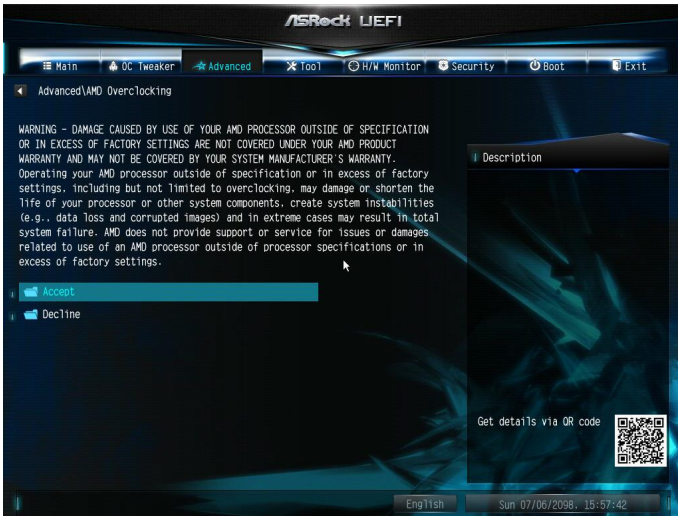 ASRock UEFI
Main OC Tweaker Advanced Tool H/W Monitor Security Boot Exit
Advanced\AMD Overclocking
WARNING - DAMAGE CAUSED BY USE OF YOUR AMD PROCESSOR OUTSIDE OF SPECIFICATION
OR IN EXCESS OF FACTORY SETTINGS ARE NOT COVERED UNDER YOUR AMD PRODUCT
WARRANTY AND MAY NOT BE COVERED BY YOUR SYSTEM MANUFACTURER'S WARRANTY.
Operating your AMD processor outside of specification or in excess of factory
settings, including but not limited to overclocking, may damage or shorten the
life of your processor or other system components, create system instabilities
(e.g., data loss and corrupted images) and in extreme cases may result in total
system failure. AMD does not provide support or service for issues or damages
related to use of an AMD processor outside of processor specifications or in
excess of factory settings.
Accept
Decline
Description
Get details via QR code
English
Sun 07/06/2098, 15:57:42